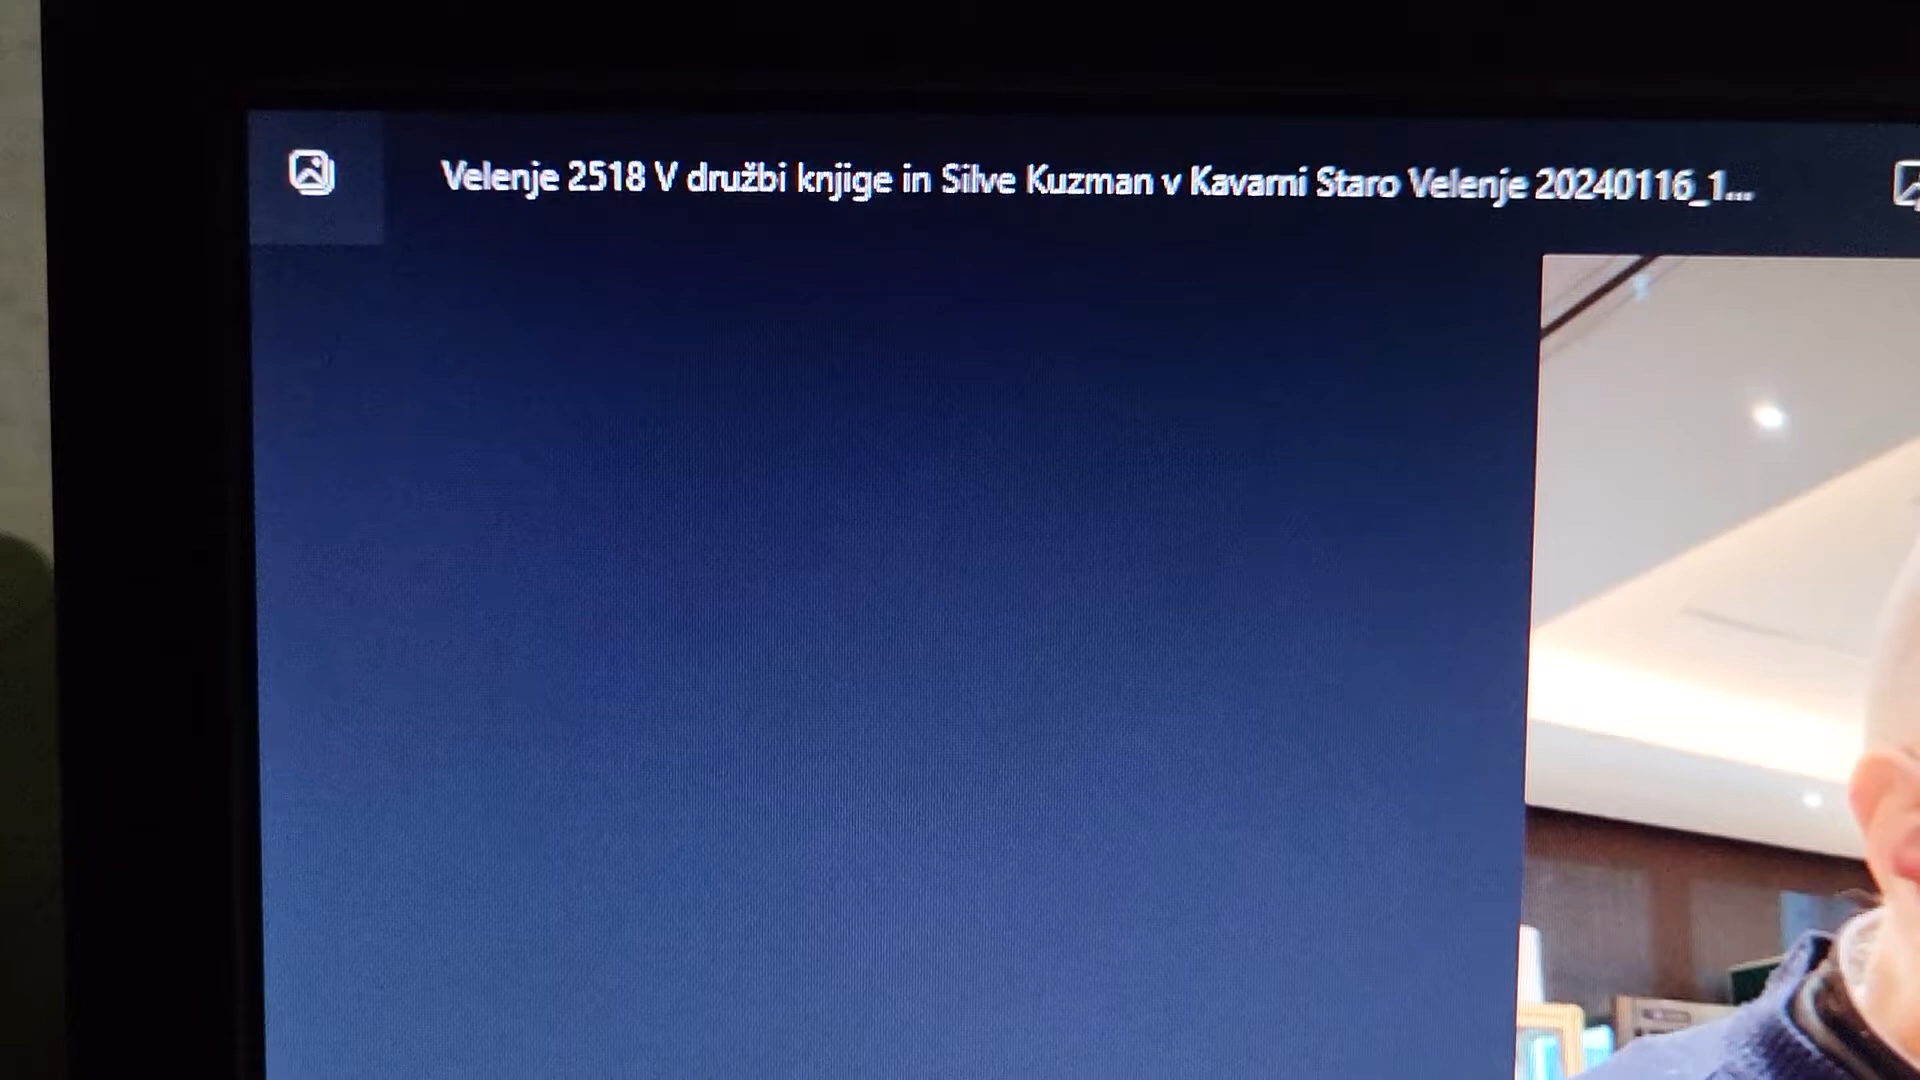 Velenje 2518 V družbi knjige in Silve Kuzman v Kavarni Staro Velenje 20240116_1...